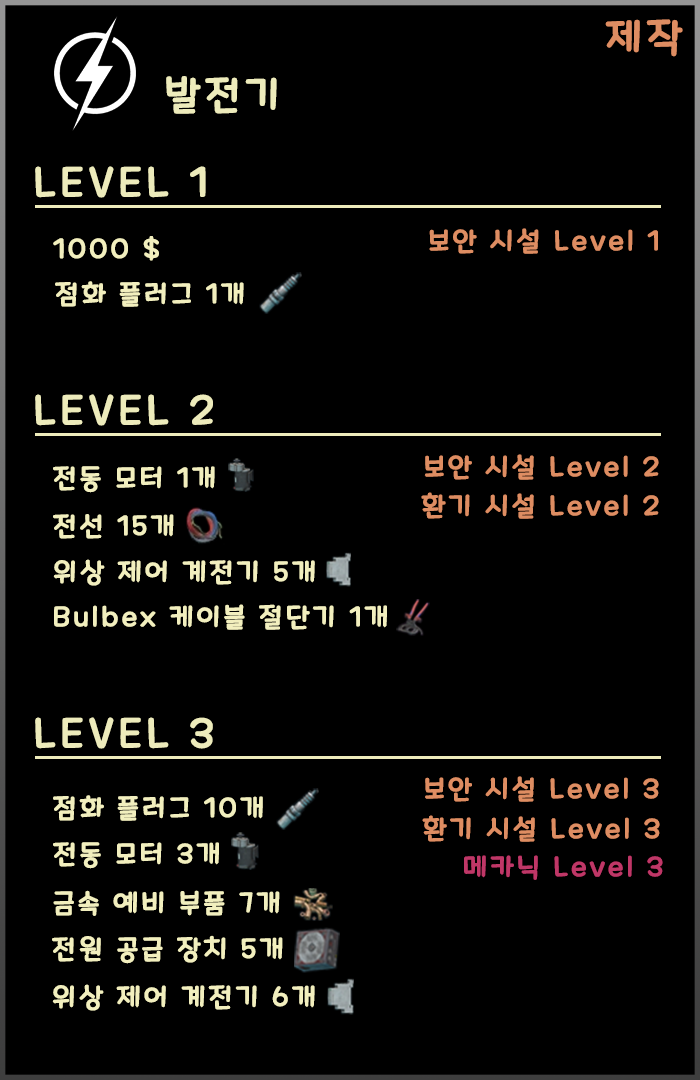 제작
발전기
LEVEL 1
1000 $
보안 시설 Level 1
점화 플러그 1개
LEVEL 2
전동 모터 1개
보안 시설 Level 2
환기 시설 Level 2
전선 15개
위상 제어 계전기 5개
Bulbex 케이블 절단기 1개
LEVEL 3
점화 플러그 10개
보안 시설 Level 3
환기 시설 Level 3
전동 모터 3개
메카닉 Level 3
금속 예비 부품 7개
전원 공급 장치 5개
위상 제어 계전기 6개